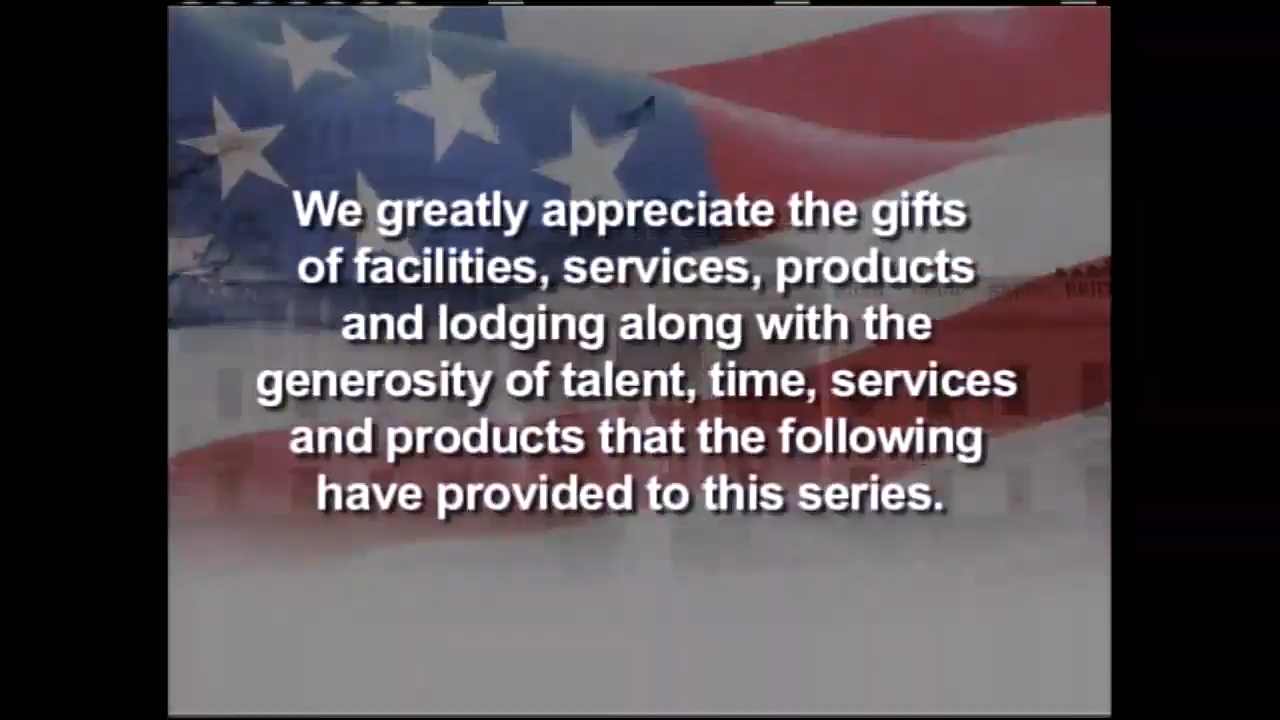 We greatly appreciate the gifts
of facilities, services, products
and lodging along with the
generosity of talent, time, services
and products that the following
have provided to this series.